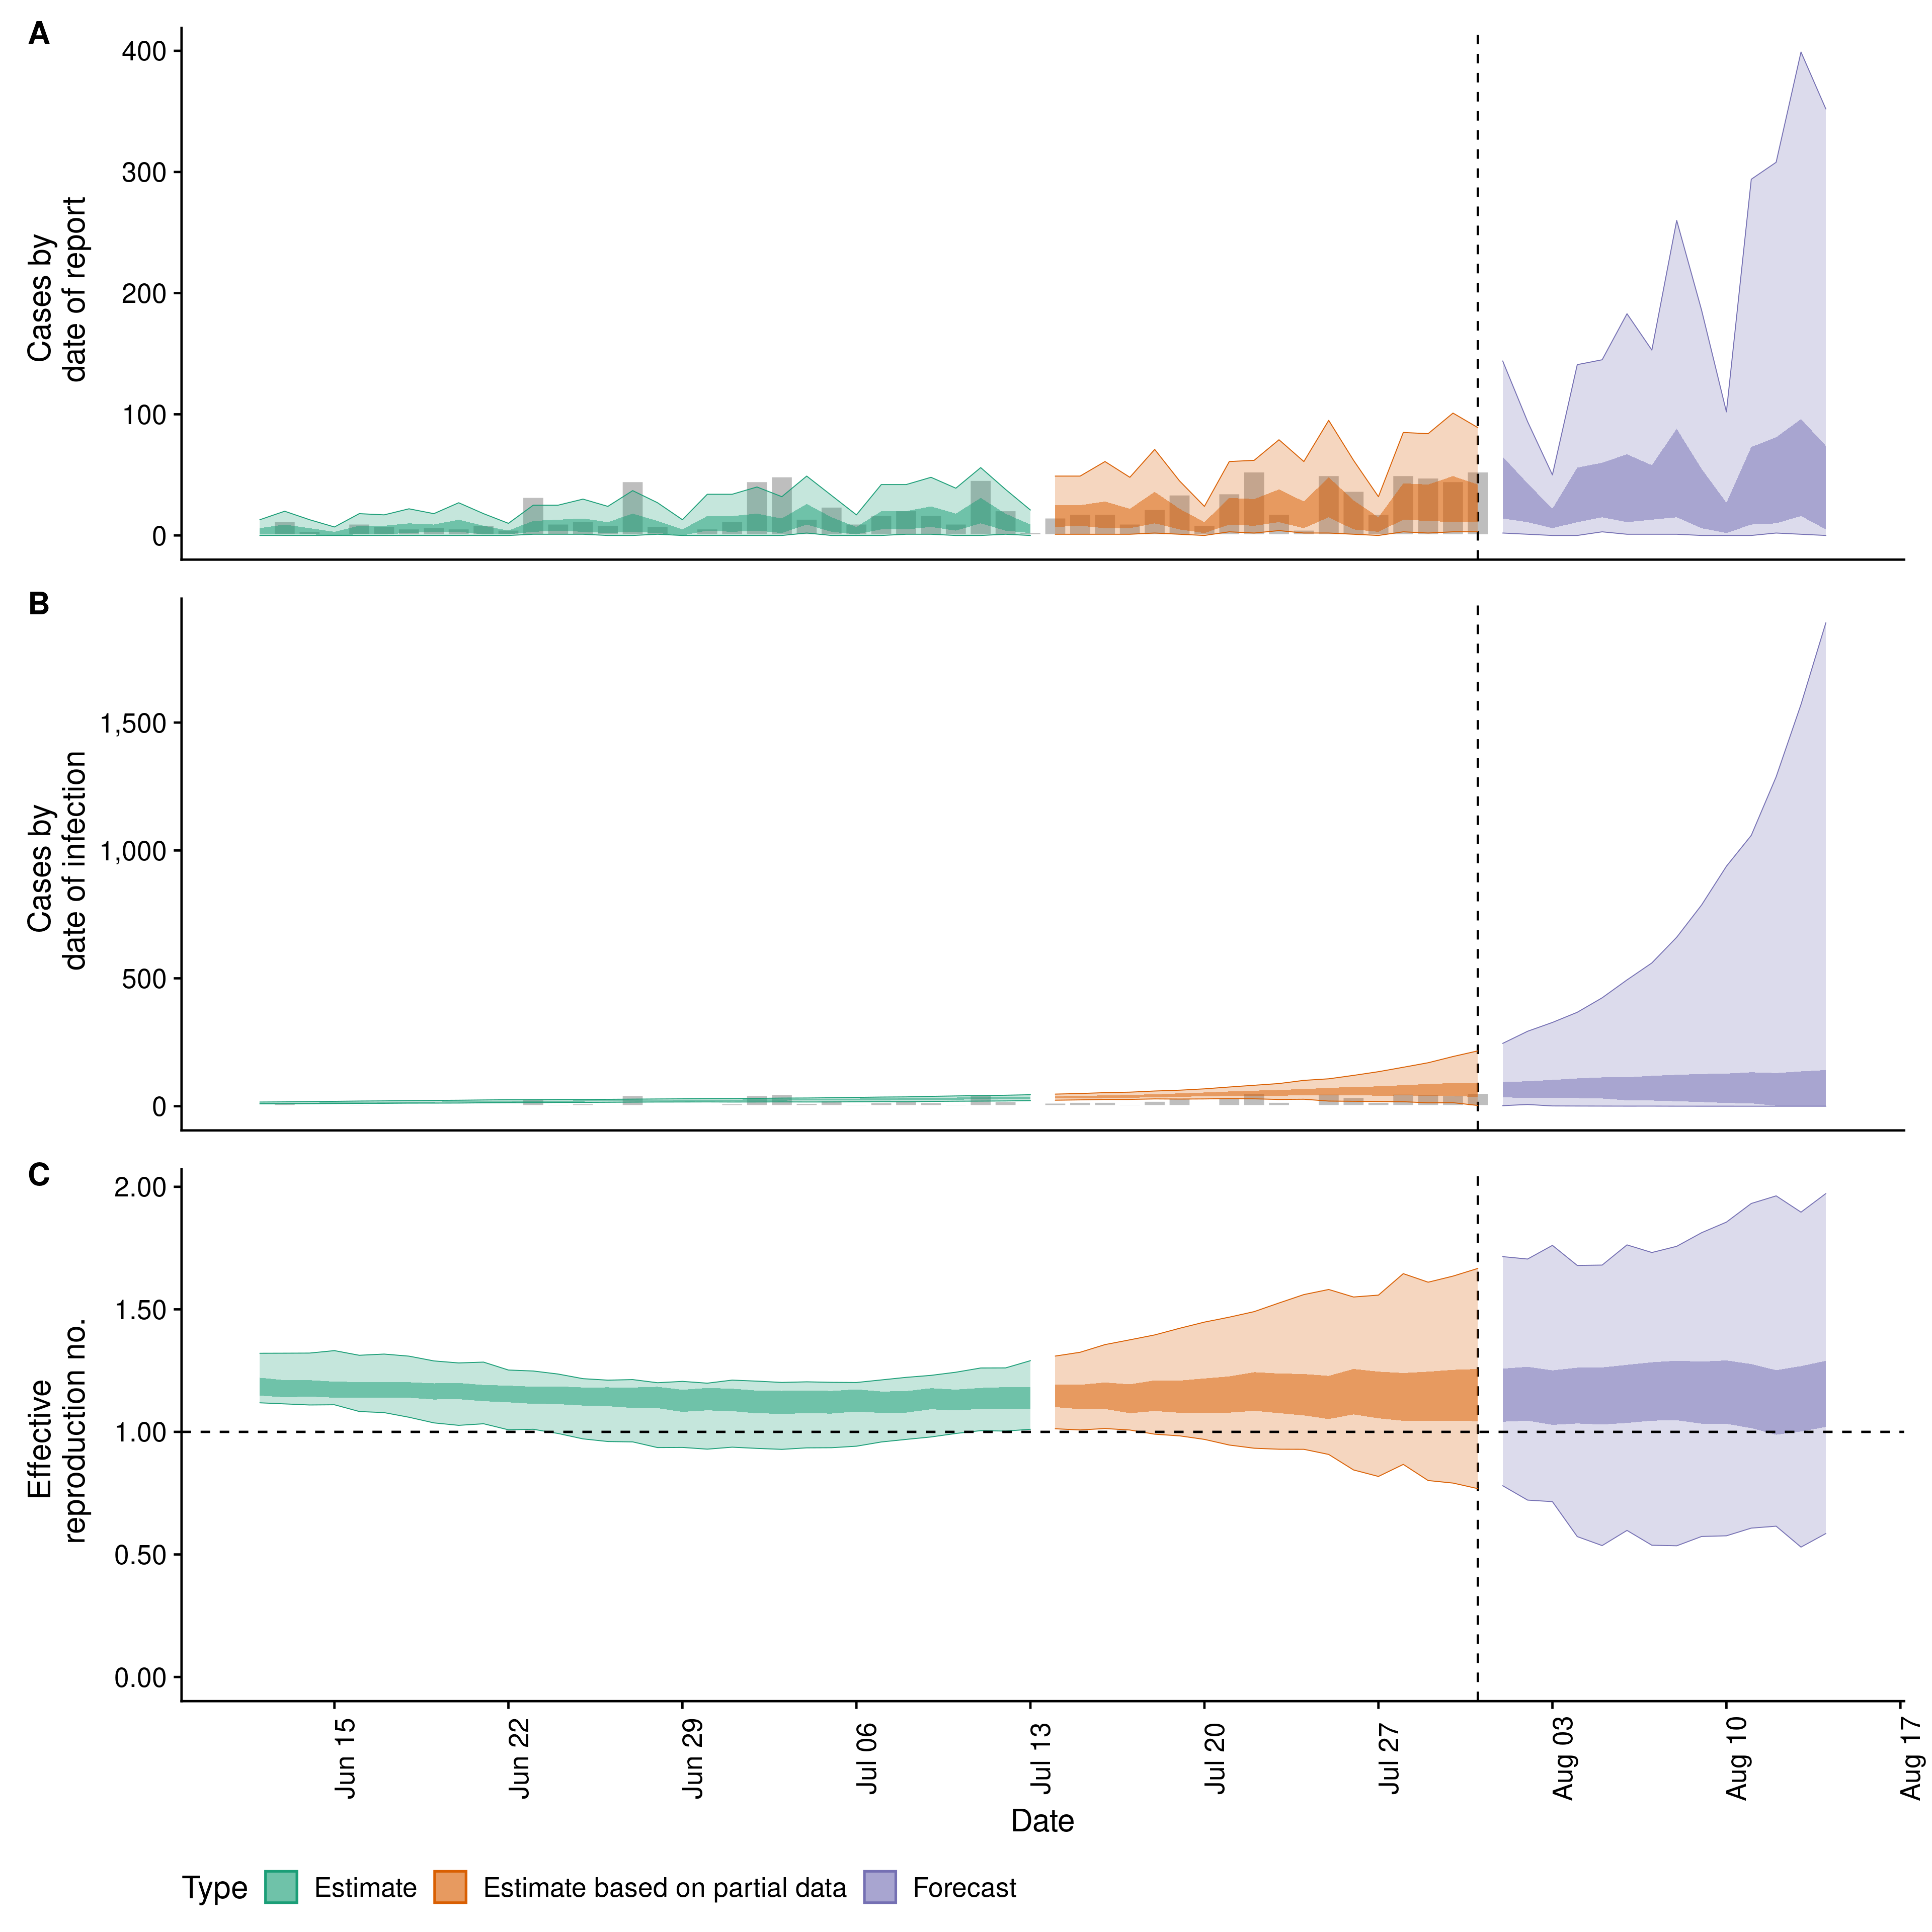 A
400
300
200
100
0
Cases by
date of report
B
1,500
1,000
500
0
Cases by
date of infection
C
2.00
1.50
1.00
0.50
0.00
Effective
reproduction no.
Jun 15
Jun 22
Jun 29
Jul 06
Jul 13
Jul 20
Jul 27
Aug 03
Aug 10
Aug 17
Date
Type Estimate Estimate based on partial data Forecast